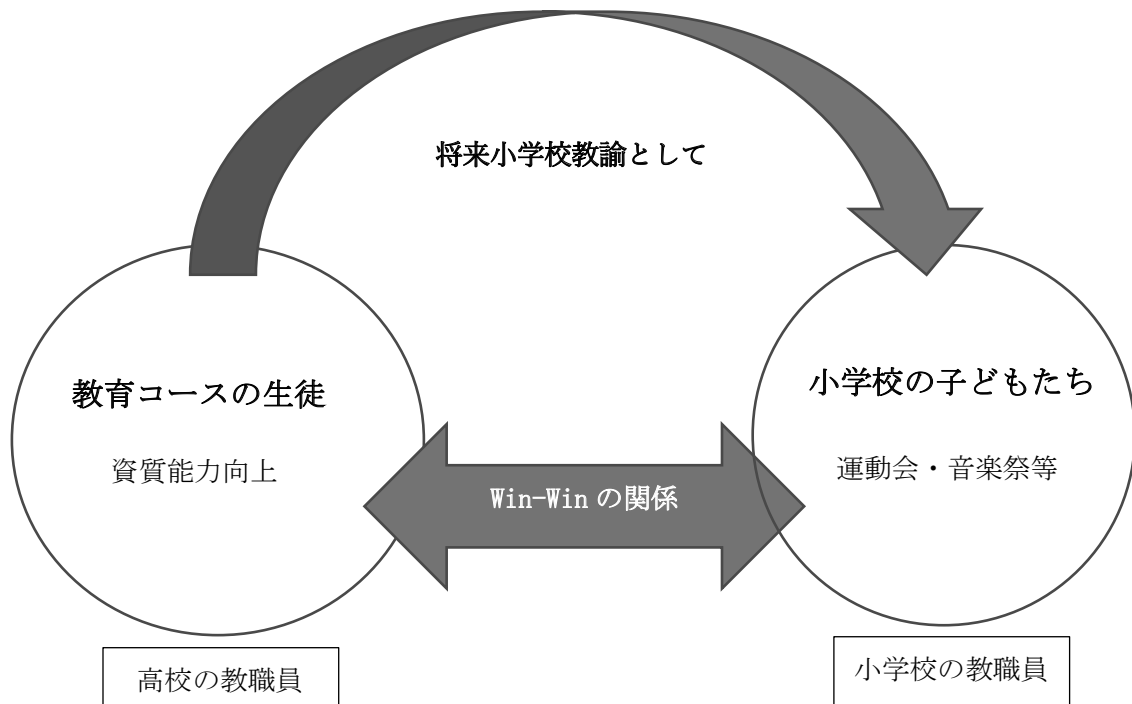 将来小学校教諭として
教育コースの生徒
資質能力向上
小学校の子どもたち
運動会・音楽祭等
Win-Win の関係
高校の教職員
小学校の教職員